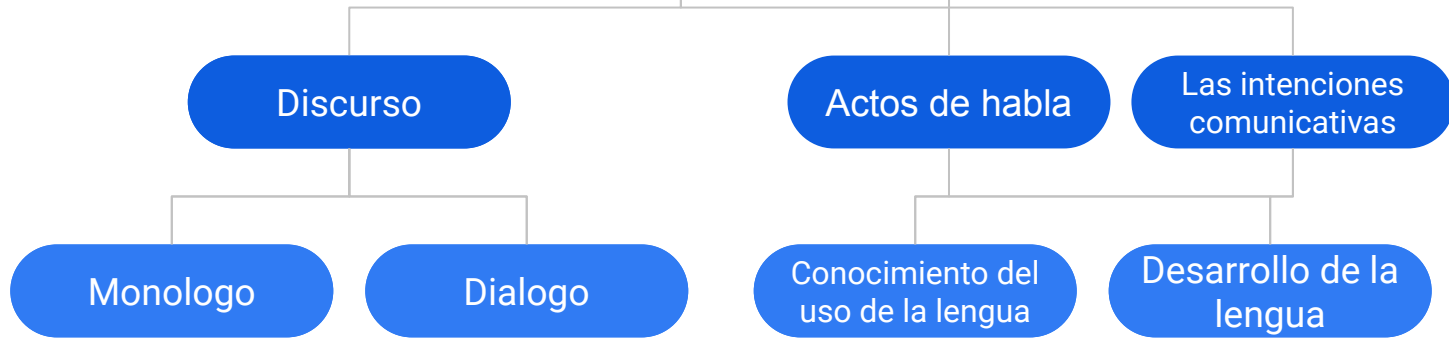 Discurso
Actos de habla
Las intenciones
comunicativas
Monologo
Dialogo
Conocimiento del
uso de la lengua
Desarrollo de la
lengua